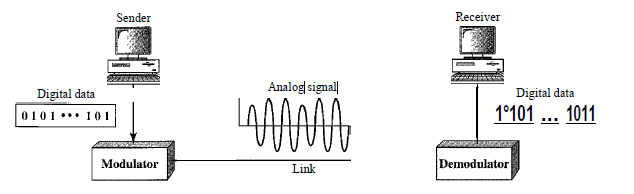 Sender
Receiver
Digital data
0101 ••• 101
Analog signal
Digital data
1°101 ... 1011
Modulator
Link
Demodulator